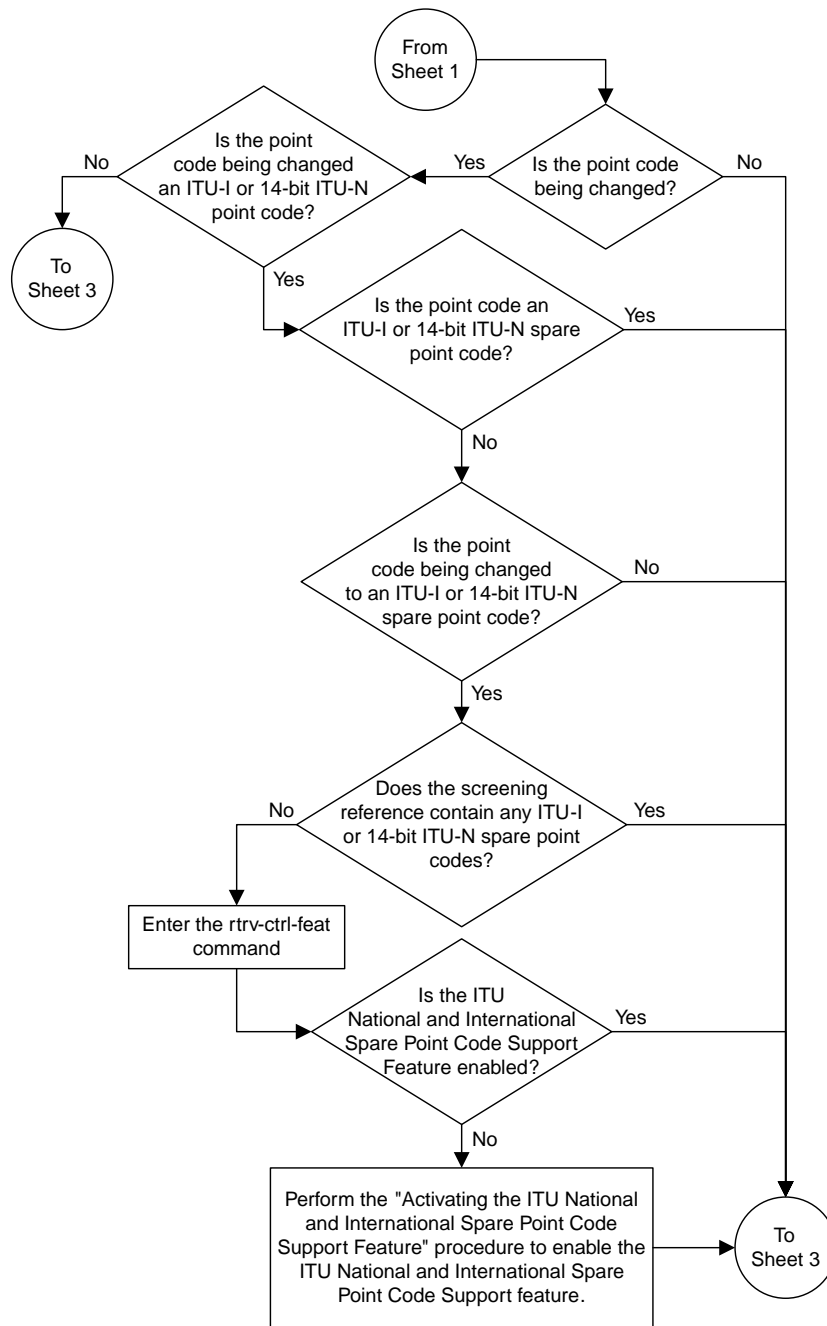 From
Sheet 1
Is the point code
being changed?
Yes
No
Is the point
code being changed
an ITU-I or 14-bit ITU-N
point code?
No
Yes
To
Sheet 3
Is the point code an
ITU-I or 14-bit ITU-N spare
point code?
Yes
No
Is the point
code being changed
to an ITU-I or 14-bit ITU-N
spare point code?
No
Yes
Does the screening
reference contain any ITU-I
or 14-bit ITU-N spare point
codes?
No
Yes
Enter the rtrv-ctrl-feat
command
Is the ITU
National and International
Spare Point Code Support
Feature enabled?
Yes
No
Perform the "Activating the ITU National
and International Spare Point Code
Support Feature" procedure to enable the
ITU National and International Spare
Point Code Support feature.
To
Sheet 3